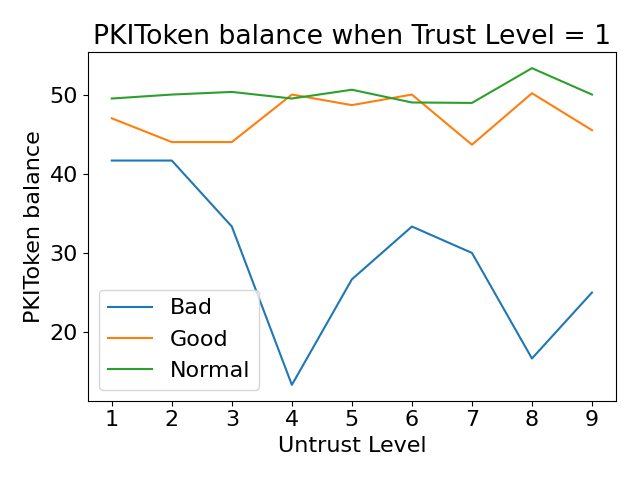 PKIToken balance when Trust Level = 1
PKIToken balance
50
40
30
20
Bad
Good
Normal
1 2 3 4 5 6 7 8 9
Untrust Level